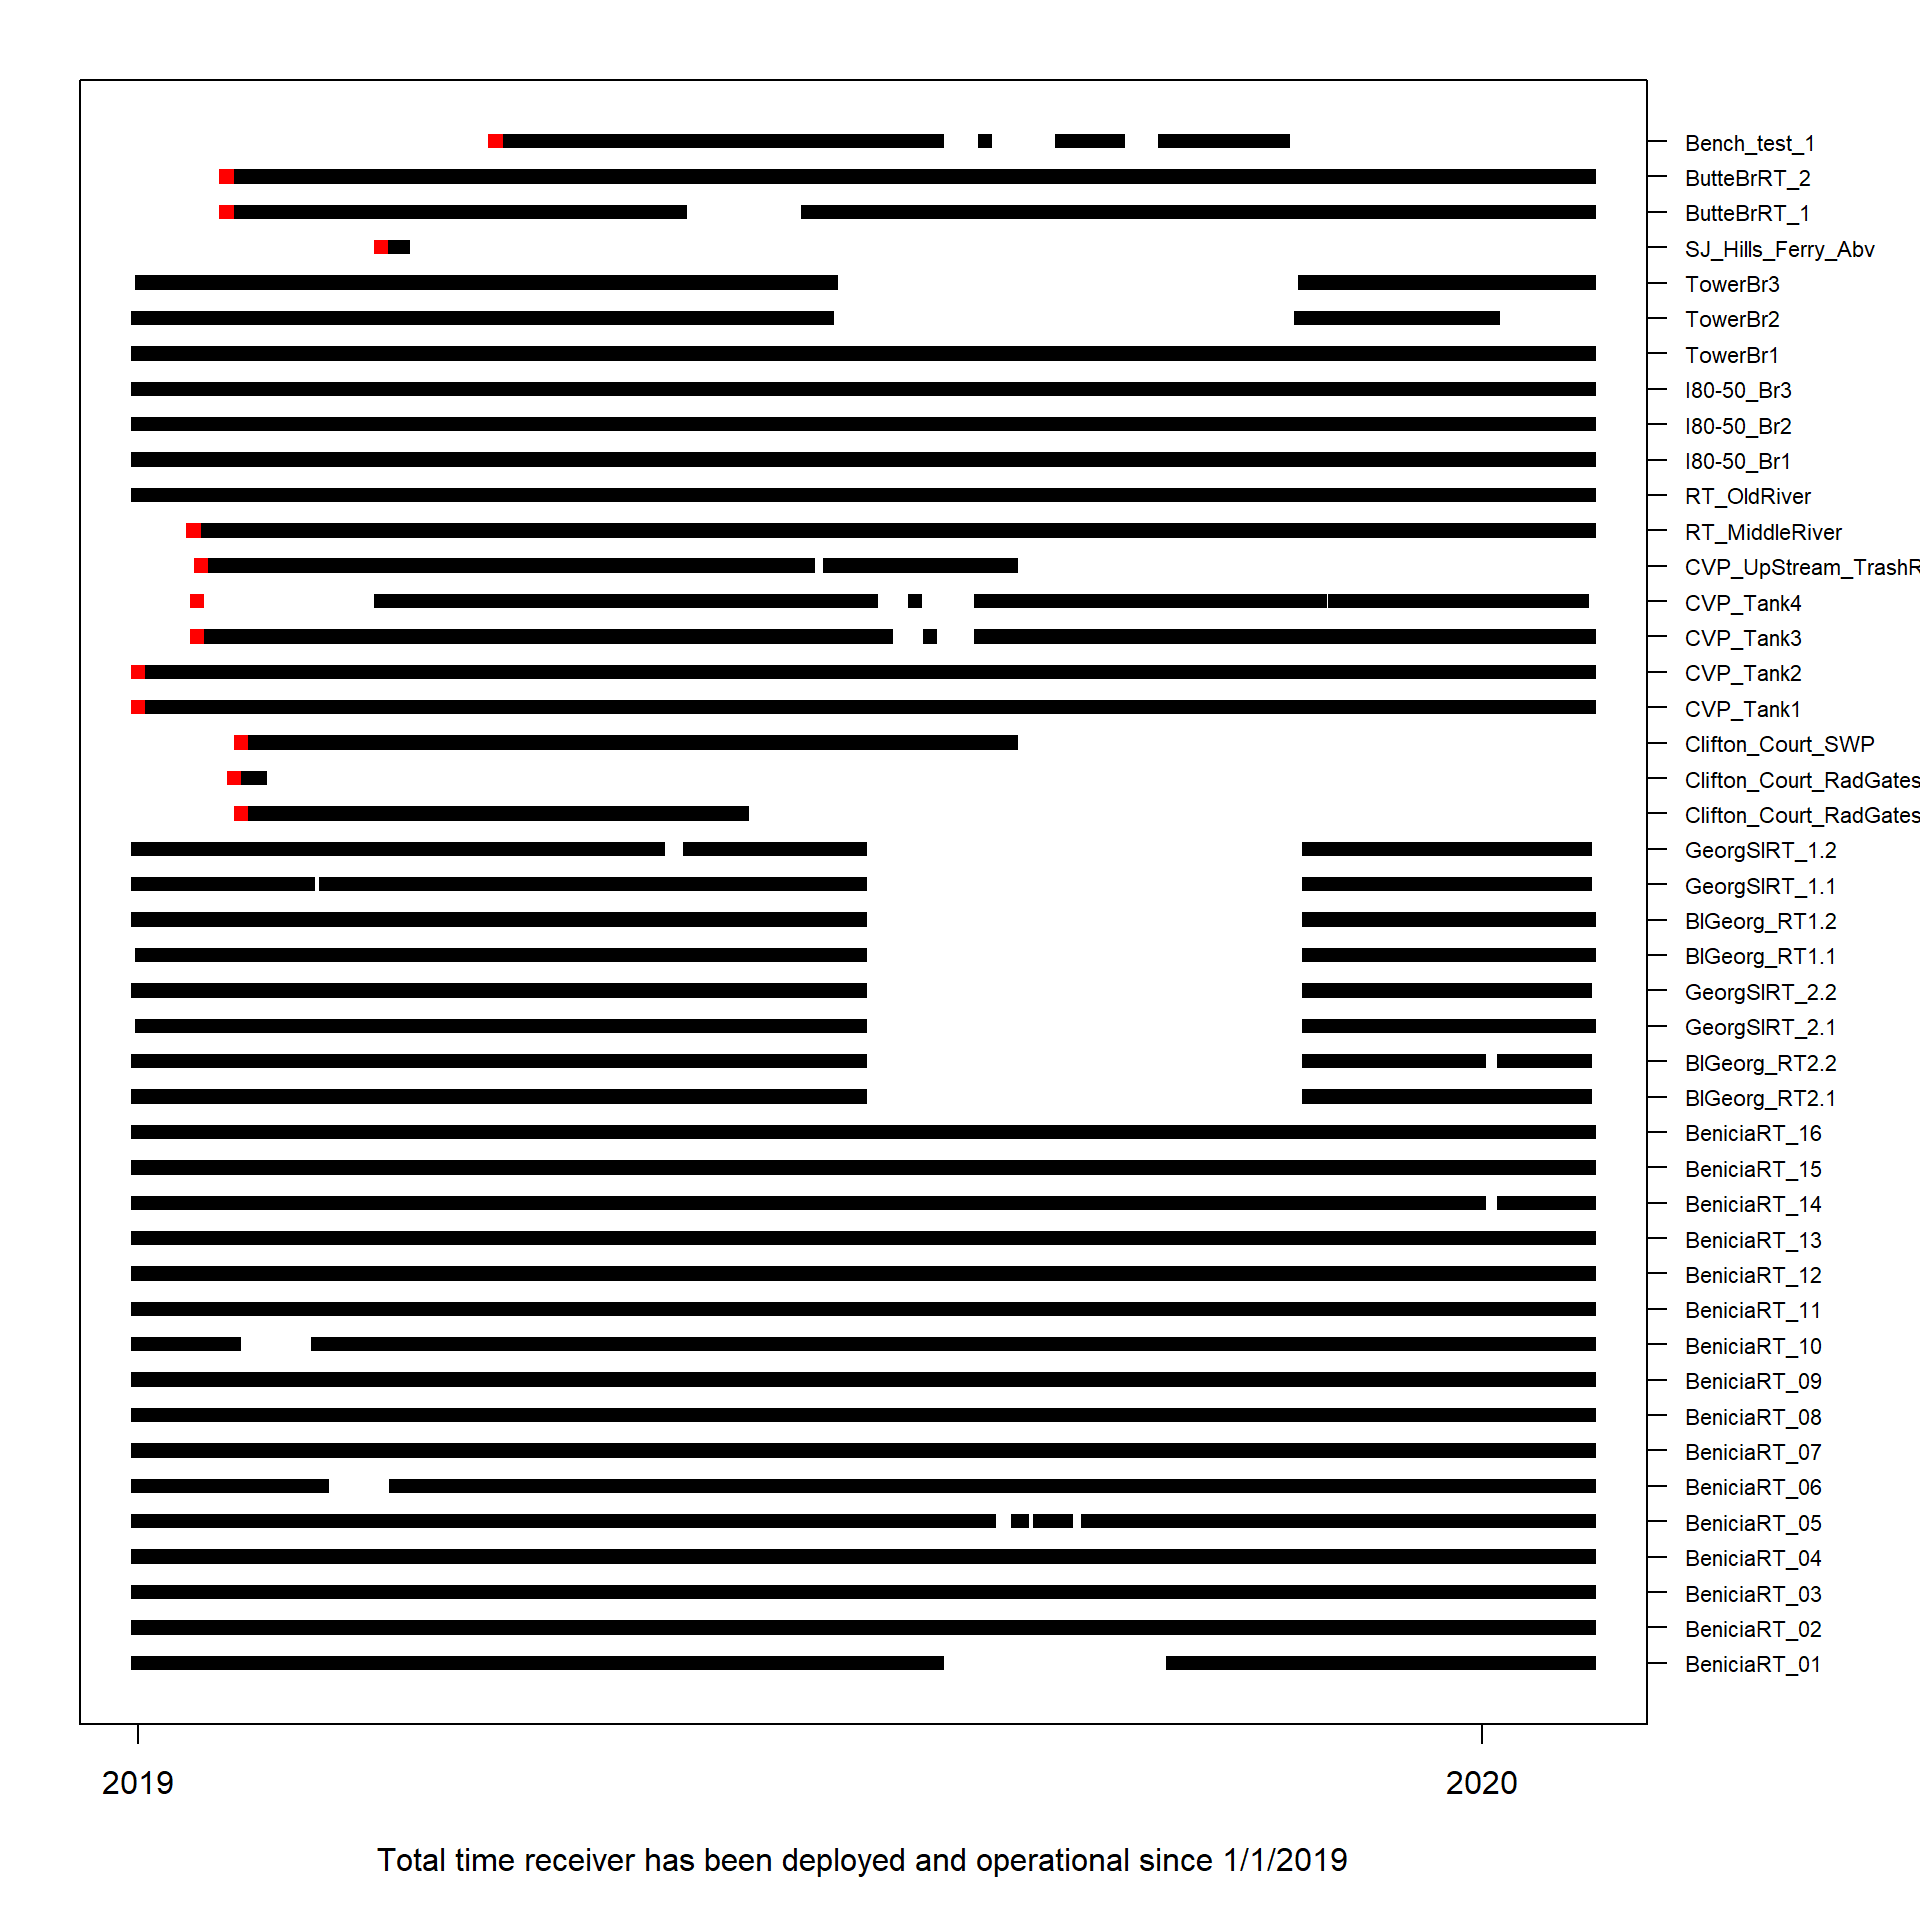 Bench_test_1
ButteBrRT_2
ButteBrRT_1
SJ_Hills_Ferry_Abv
TowerBr3
TowerBr2
TowerBr1
I80-50_Br3
I80-50_Br2
I80-50_Br1
RT_OldRiver
RT_MiddleRiver
CVP_UpStream_TrashR
CVP_Tank4
CVP_Tank3
CVP_Tank2
CVP_Tank1
Clifton_Court_SWP
Clifton_Court_RadGates
Clifton_Court_RadGates
GeorgSlRT_1.2
GeorgSlRT_1.1
BlGeorg_RT1.2
BlGeorg_RT1.1
GeorgSlRT_2.2
GeorgSlRT_2.1
BlGeorg_RT2.2
BlGeorg_RT2.1
BeniciaRT_16
BeniciaRT_15
BeniciaRT_14
BeniciaRT_13
BeniciaRT_12
BeniciaRT_11
BeniciaRT_10
BeniciaRT_09
BeniciaRT_08
BeniciaRT_07
BeniciaRT_06
BeniciaRT_05
BeniciaRT_04
BeniciaRT_03
BeniciaRT_02
BeniciaRT_01
2019 2020
Total time receiver has been deployed and operational since 1/1/2019